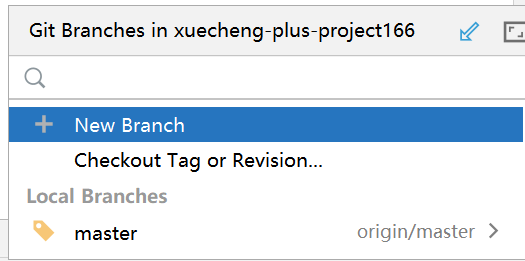 Git Branches in xuecheng-plus-project166
New Branch
Checkout Tag or Revision...
Local Branches
master origin/master